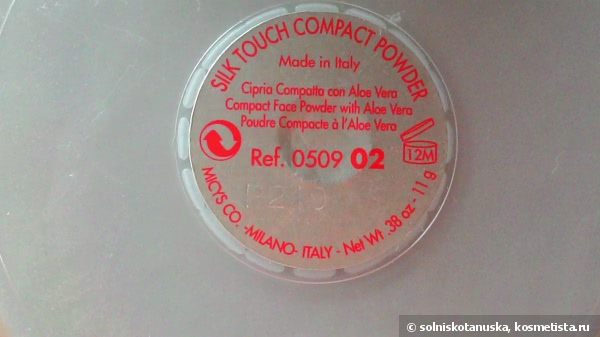 SILK TOUCH COMPACT POWDER
Made in Italy
Cipria Compatta con Aloe Vera
Compact Face Powder with Aloe Vera
Poudre Compacte à l'Aloe Vera
12M
Ref. 0509 02
MICYS CO. -MILANO- ITALY - Net Wt. .38 oz - 11 g
© solniskotanuska, kosmetista.ru